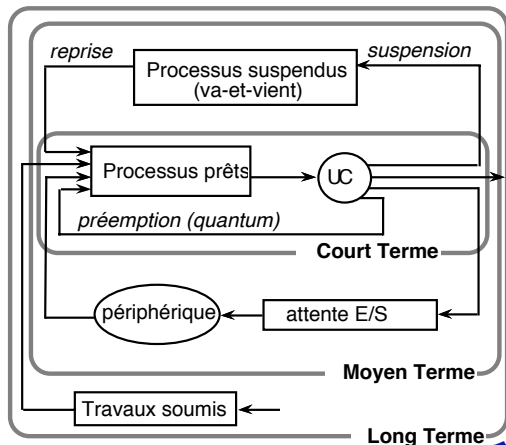 reprise
suspension
Processus suspendus
(va-et-vient)
Processus prêts
UC
préemption (quantum)
Court Terme
périphérique
attente E/S
Moyen Terme
Travaux soumis
Long Terme